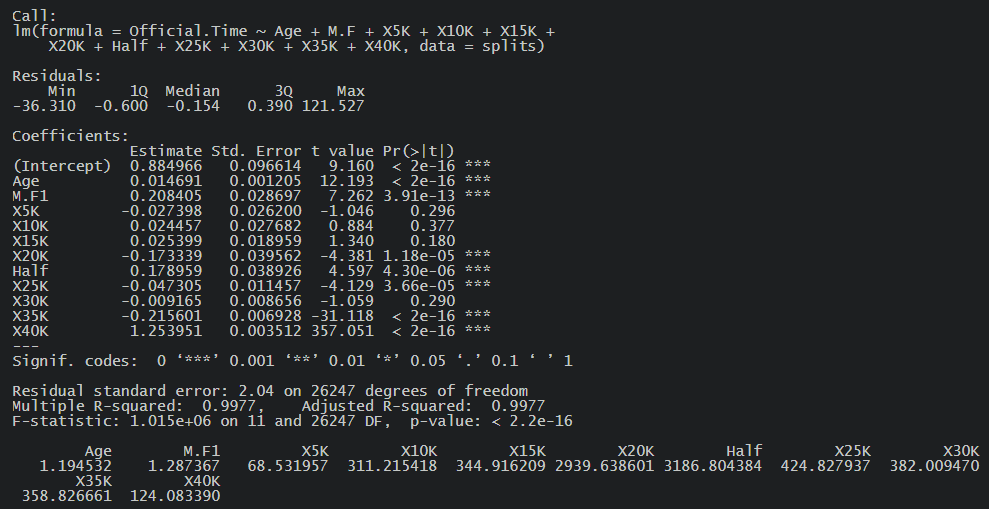 Call:
lm(formula = Official.Time ~ Age + M.F + X5K + X10K + X15K +
    X20K + Half + X25K + X30K + X35K + X40K, data = splits)
Residuals:
    Min      1Q  Median      3Q     Max
-36.310  -0.600  -0.154   0.390 121.527
Coefficients:
             Estimate Std. Error t value Pr(>|t|)
(Intercept)  0.884966   0.096614   9.160  < 2e-16 ***
Age          0.014691   0.001205  12.193  < 2e-16 ***
M.F1         0.208405   0.028697   7.262 3.91e-13 ***
X5K         -0.027398   0.026200  -1.046    0.296
X10K         0.024457   0.027682   0.884    0.377
X15K         0.025399   0.018959   1.340    0.180
X20K        -0.173339   0.039562  -4.381 1.18e-05 ***
Half         0.178959   0.038926   4.597 4.30e-06 ***
X25K        -0.047305   0.011457  -4.129 3.66e-05 ***
X30K        -0.009165   0.008656  -1.059    0.290
X35K        -0.215601   0.006928 -31.118  < 2e-16 ***
X40K         1.253951   0.003512 357.051  < 2e-16 ***
---
Signif. codes:  0 ‘***’ 0.001 ‘**’ 0.01 ‘*’ 0.05 ‘.’ 0.1 ‘ ’ 1
Residual standard error: 2.04 on 26247 degrees of freedom
Multiple R-squared:  0.9977,    Adjusted R-squared:  0.9977
F-statistic: 1.015e+06 on 11 and 26247 DF,  p-value: < 2.2e-16
        Age        M.F1         X5K        X10K        X15K        X20K        Half        X25K        X30K
   1.194532    1.287367   68.531957  311.215418  344.916209 2939.638601 3186.804384  424.827937  382.009470
       X35K        X40K
 358.826661  124.083390